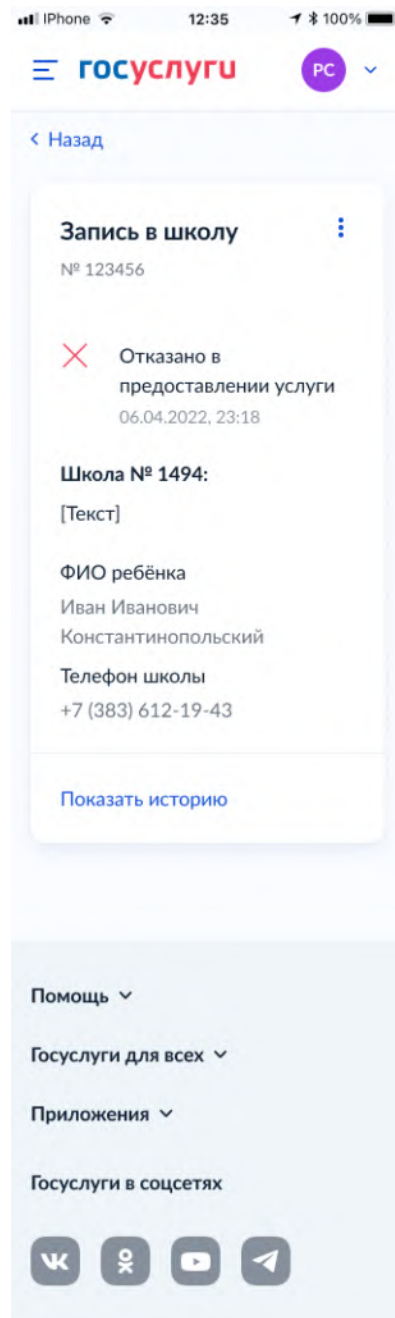 IPhone 12:35 100%
госуслуги РС
Назад
Запись в школу
№ 123456
Отказано в
предоставлении услуги
06.04.2022, 23:18
Школа № 1494:
[Текст]
ФИО ребёнка
Иван Иванович
Константинопольский
Телефон школы
+7 (383) 612-19-43
Показать историю
Помощь
Госуслуги для всех
Приложения
Госуслуги в соцсетях